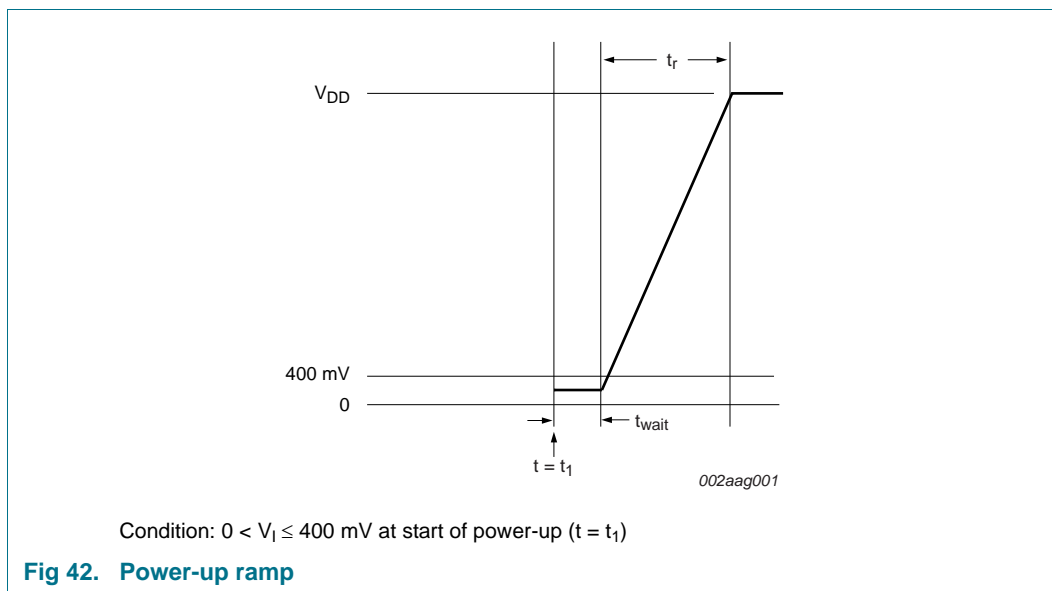 t_r
V_DD
400 mV
0
t_wait
t = t_1
002aag001
Condition: 0 < V_I ≤ 400 mV at start of power-up (t = t_1)
Fig 42. Power-up ramp